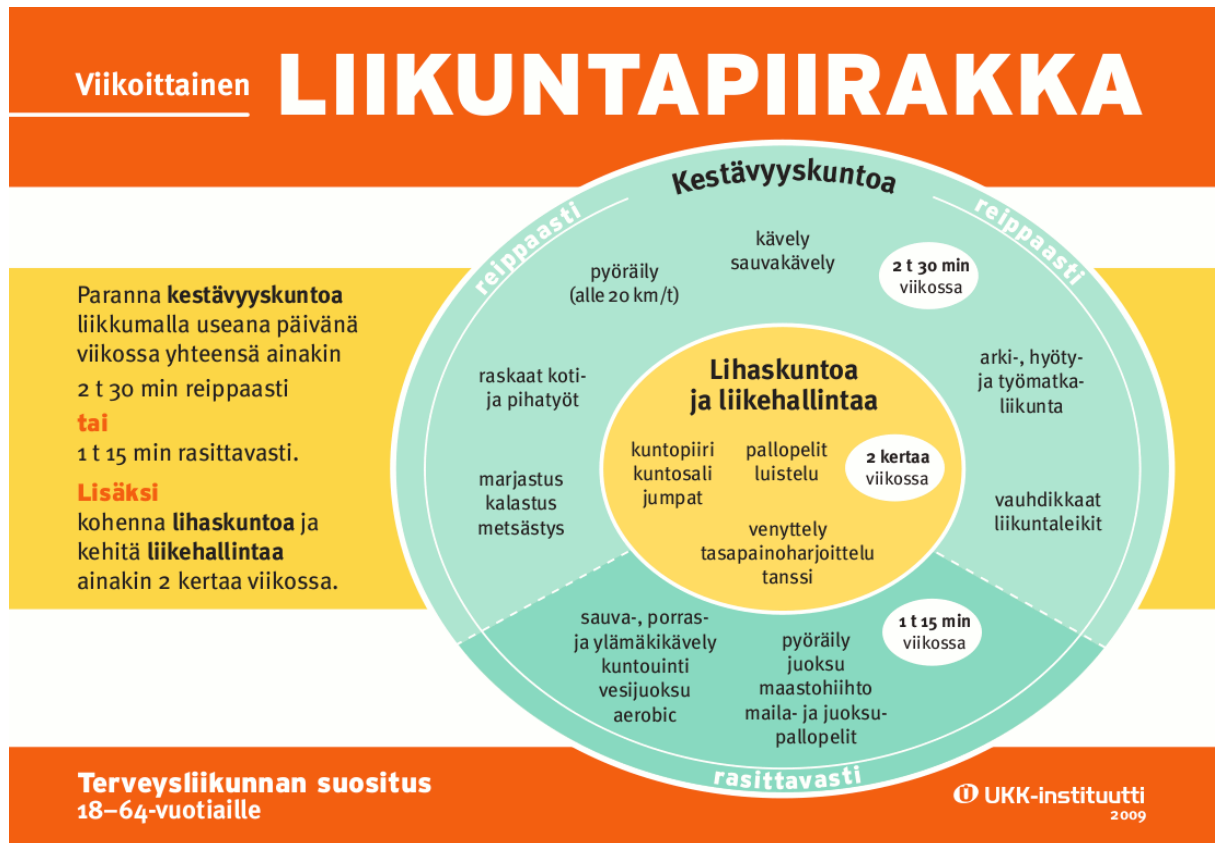 Viikoittainen LIIKUNTAPIIRAKKA
Paranna kestävyyskuntoa
liikkumalla useana päivänä
viikossa yhteensä ainakin
2 t 30 min reippaasti
tai
1 t 15 min rasittavasti.
Lisäksi
kohenna lihaskuntoa ja
kehitä liikehallintaa
ainakin 2 kertaa viikossa.
Kestävyyskuntoa
reippaasti
reippaasti
kävely
sauvakävely
2 t 30 min
viikossa
pyöräily
(alle 20 km/t)
raskaat koti-
ja pihatyöt
marjastus
kalastus
metsästys
arki-, hyöty-
ja työmatka-
liikunta
vauhdikkaat
liikuntaleikit
Lihaskuntoa
ja liikehallintaa
kuntopiiri
kuntosali
jumpat
pallopelit
luistelu
2 kertaa
viikossa
venyttely
tasapainoharjoittelu
tanssi
sauva-, porras-
ja ylämäkikävely
kuntouinti
vesijuoksu
aerobic
pyöräily
juoksu
maastohiihto
maila- ja juoksu-
pallopelit
1 t 15 min
viikossa
rasittavasti
Terveysliikunnan suositus
18–64-vuotiaille
UKK-instituutti
2009